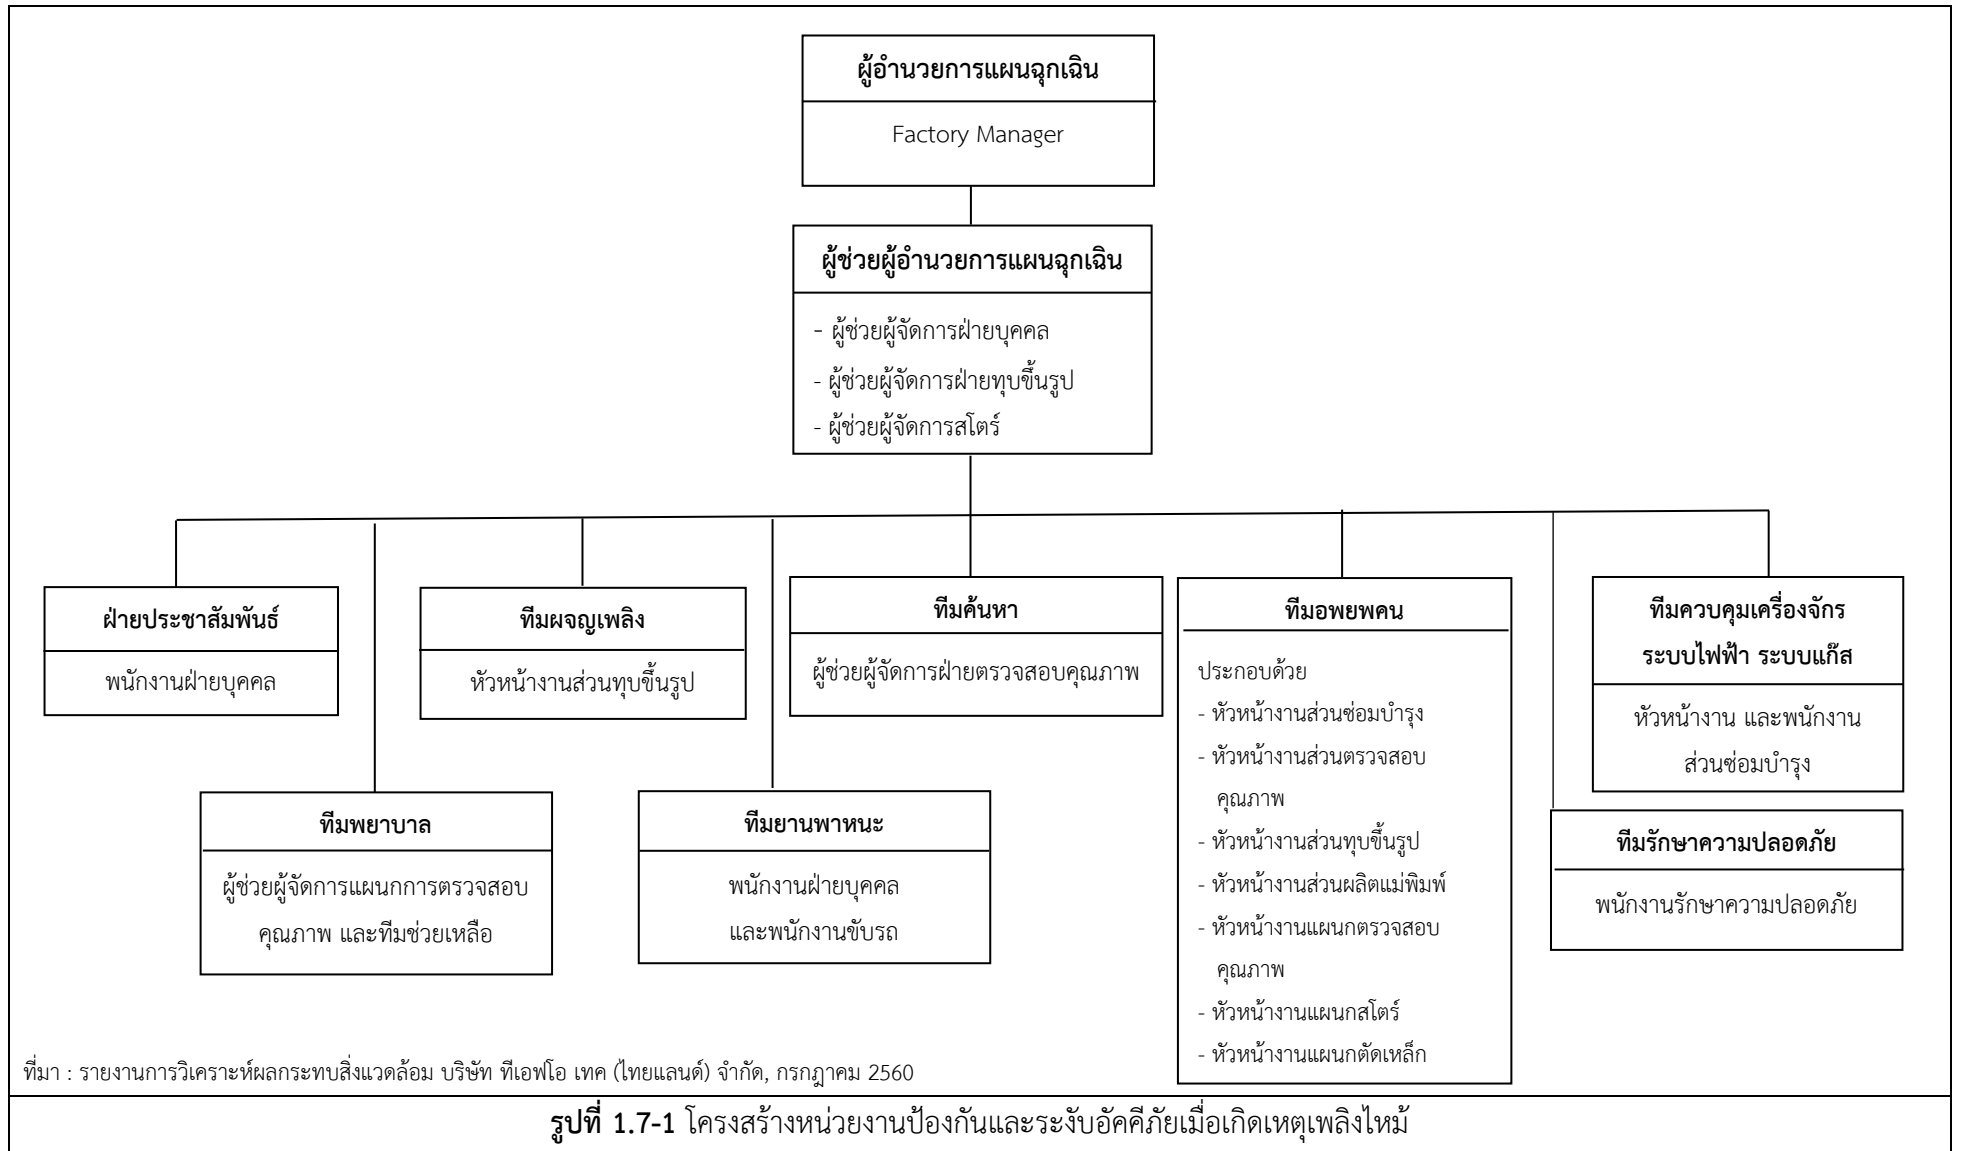 ผู้อำนวยการแผนฉุกเฉิน
Factory Manager
ผู้ช่วยผู้อำนวยการแผนฉุกเฉิน
- ผู้ช่วยผู้จัดการฝ่ายบุคคล
- ผู้ช่วยผู้จัดการฝ่ายทุบขึ้นรูป
- ผู้ช่วยผู้จัดการสโตร์
ฝ่ายประชาสัมพันธ์
พนักงานฝ่ายบุคคล
ทีมผจญเพลิง
หัวหน้างานส่วนทุบขึ้นรูป
ทีมค้นหา
ผู้ช่วยผู้จัดการฝ่ายตรวจสอบคุณภาพ
ทีมอพยพคน
ประกอบด้วย
- หัวหน้างานส่วนซ่อมบำรุง
- หัวหน้างานส่วนตรวจสอบ
คุณภาพ
- หัวหน้างานส่วนทุบขึ้นรูป
- หัวหน้างานส่วนผลิตแม่พิมพ์
- หัวหน้างานแผนกตรวจสอบ
คุณภาพ
- หัวหน้างานแผนกสโตร์
- หัวหน้างานแผนกตัดเหล็ก
ทีมควบคุมเครื่องจักร
ระบบไฟฟ้า ระบบแก๊ส
หัวหน้างาน และพนักงาน
ส่วนซ่อมบำรุง
ทีมพยาบาล
ผู้ช่วยผู้จัดการแผนกการตรวจสอบ
คุณภาพ และทีมช่วยเหลือ
ทีมยานพาหนะ
พนักงานฝ่ายบุคคล
และพนักงานขับรถ
ทีมรักษาความปลอดภัย
พนักงานรักษาความปลอดภัย
ที่มา : รายงานการวิเคราะห์ผลกระทบสิ่งแวดล้อม บริษัท ทีเอฟโอ เทค (ไทยแลนด์) จำกัด, กรกฎาคม 2560
รูปที่ 1.7-1 โครงสร้างหน่วยงานป้องกันและระงับอัคคีภัยเมื่อเกิดเหตุเพลิงไหม้